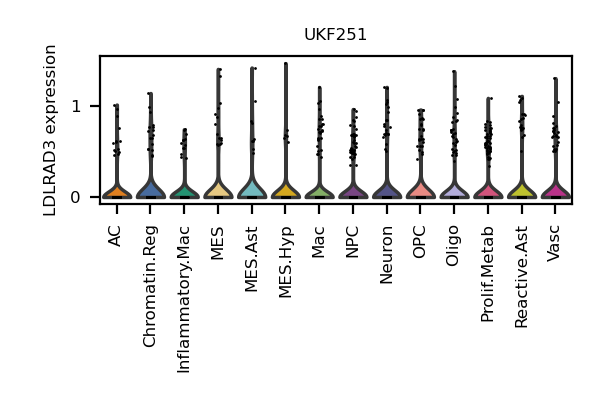 UKF251
LDLRAD3 expression
1
0
AC
Chromatin.Reg
Inflammatory.Mac
MES
MES.Ast
MES.Hyp
Mac
NPC
Neuron
OPC
Oligo
Prolif.Metab
Reactive.Ast
Vasc